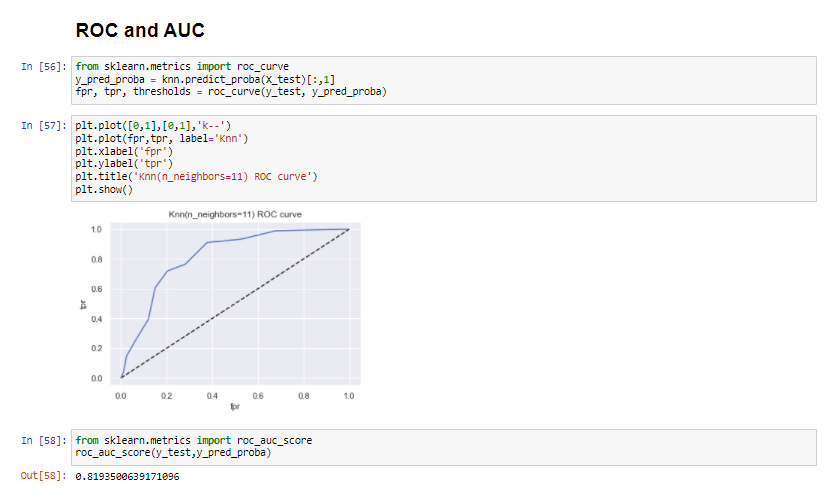 ROC and AUC
In [56]: from sklearn.metrics import roc_curve
y_pred_proba = knn.predict_proba(X_test)[:,1]
fpr, tpr, thresholds = roc_curve(y_test, y_pred_proba)
In [57]: plt.plot([0,1],[0,1],'k--')
plt.plot(fpr,tpr, label='Knn')
plt.xlabel('fpr')
plt.ylabel('tpr')
plt.title('Knn(n_neighbors=11) ROC curve')
plt.show()
Knn(n_neighbors=11) ROC curve
1.0
0.8
0.6
tpr
0.4
0.2
0.0
0.0 0.2 0.4 0.6 0.8 1.0
fpr
In [58]: from sklearn.metrics import roc_auc_score
roc_auc_score(y_test,y_pred_proba)
Out[58]: 0.8193500639171096